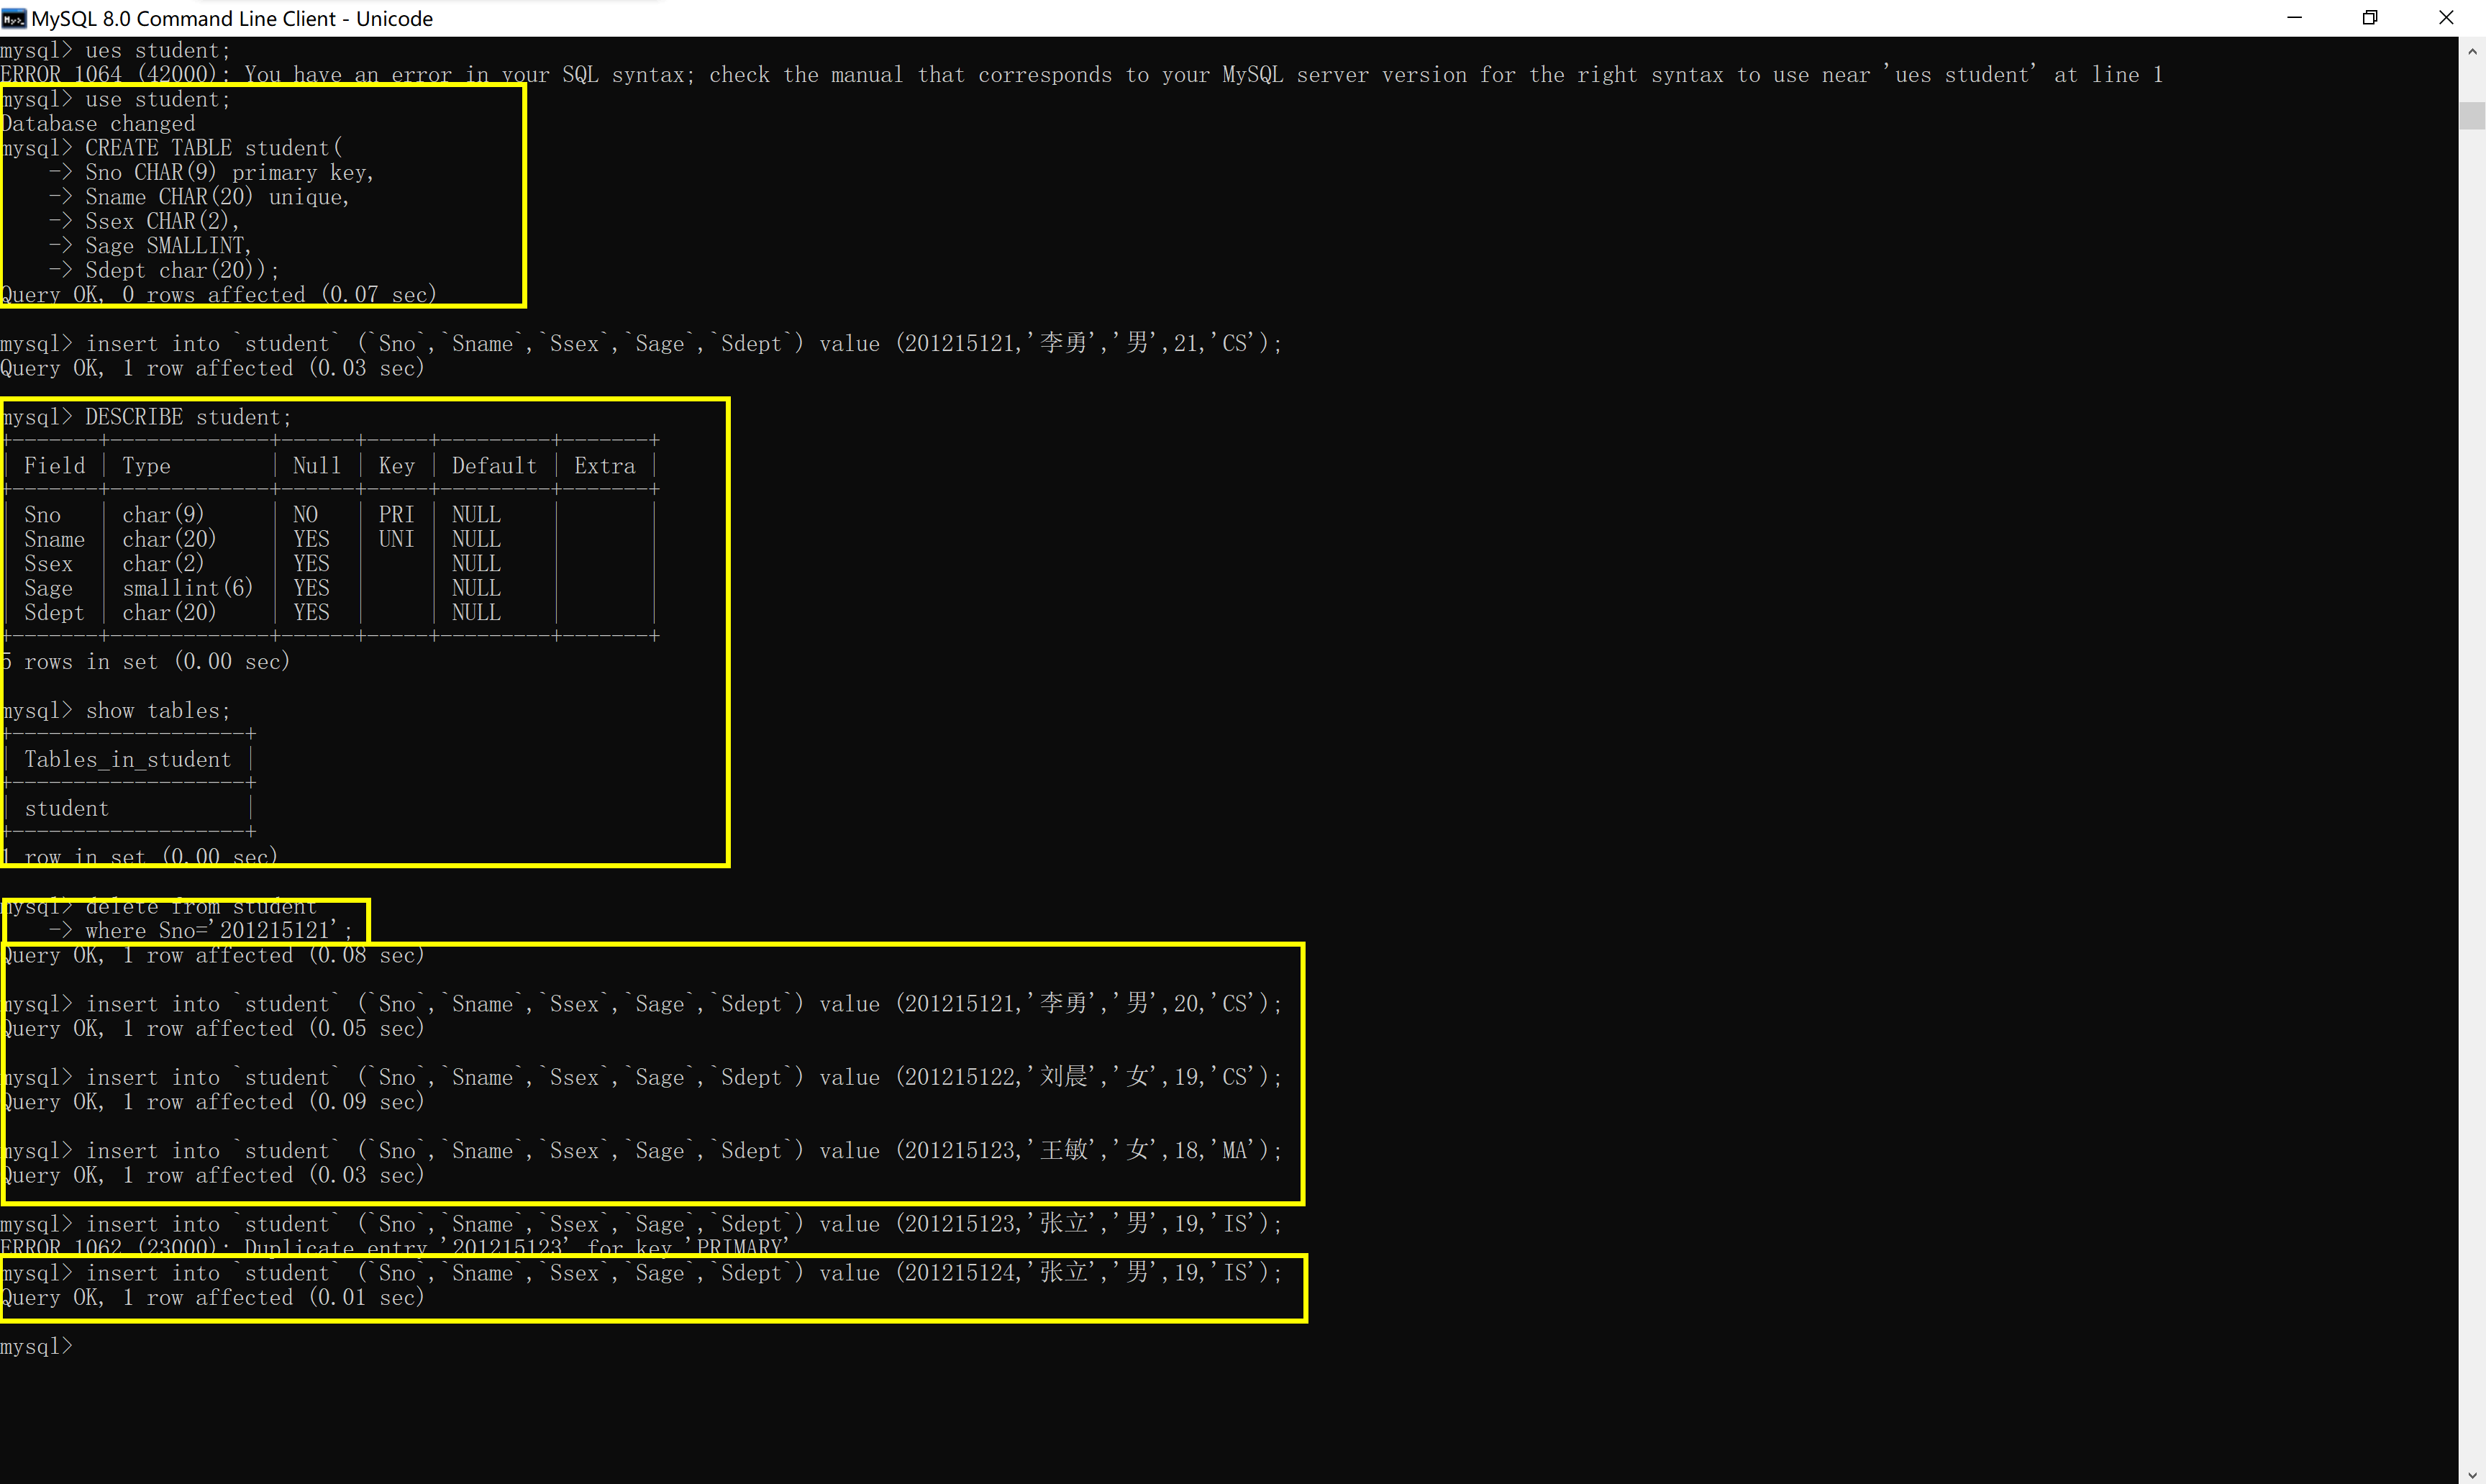 MySQL 8.0 Command Line Client - Unicode
mysql> ues student;
ERROR 1064 (42000): You have an error in your SQL syntax; check the manual that corresponds to your MySQL server version for the right syntax to use near 'ues student' at line 1
mysql> use student;
Database changed
mysql> CREATE TABLE student(
    -> Sno CHAR(9) primary key,
    -> Sname CHAR(20) unique,
    -> Ssex CHAR(2),
    -> Sage SMALLINT,
    -> Sdept char(20));
Query OK, 0 rows affected (0.07 sec)
mysql> insert into `student` (`Sno`,`Sname`,`Ssex`,`Sage`,`Sdept`) value (201215121,'李勇','男',21,'CS');
Query OK, 1 row affected (0.03 sec)
mysql> DESCRIBE student;
+-------+-------------+------+-----+---------+-------+
| Field | Type        | Null | Key | Default | Extra |
+-------+-------------+------+-----+---------+-------+
| Sno   | char(9)     | NO   | PRI | NULL    |       |
| Sname | char(20)    | YES  | UNI | NULL    |       |
| Ssex  | char(2)     | YES  |     | NULL    |       |
| Sage  | smallint(6) | YES  |     | NULL    |       |
| Sdept | char(20)    | YES  |     | NULL    |       |
+-------+-------------+------+-----+---------+-------+
5 rows in set (0.00 sec)
mysql> show tables;
+-------------------+
| Tables_in_student |
+-------------------+
| student           |
+-------------------+
1 row in set (0.00 sec)
mysql> delete from student
    -> where Sno='201215121';
Query OK, 1 row affected (0.08 sec)
mysql> insert into `student` (`Sno`,`Sname`,`Ssex`,`Sage`,`Sdept`) value (201215121,'李勇','男',20,'CS');
Query OK, 1 row affected (0.05 sec)
mysql> insert into `student` (`Sno`,`Sname`,`Ssex`,`Sage`,`Sdept`) value (201215122,'刘晨','女',19,'CS');
Query OK, 1 row affected (0.09 sec)
mysql> insert into `student` (`Sno`,`Sname`,`Ssex`,`Sage`,`Sdept`) value (201215123,'王敏','女',18,'MA');
Query OK, 1 row affected (0.03 sec)
mysql> insert into `student` (`Sno`,`Sname`,`Ssex`,`Sage`,`Sdept`) value (201215123,'张立','男',19,'IS');
ERROR 1062 (23000): Duplicate entry '201215123' for key 'PRIMARY'
mysql> insert into `student` (`Sno`,`Sname`,`Ssex`,`Sage`,`Sdept`) value (201215124,'张立','男',19,'IS');
Query OK, 1 row affected (0.01 sec)
mysql>